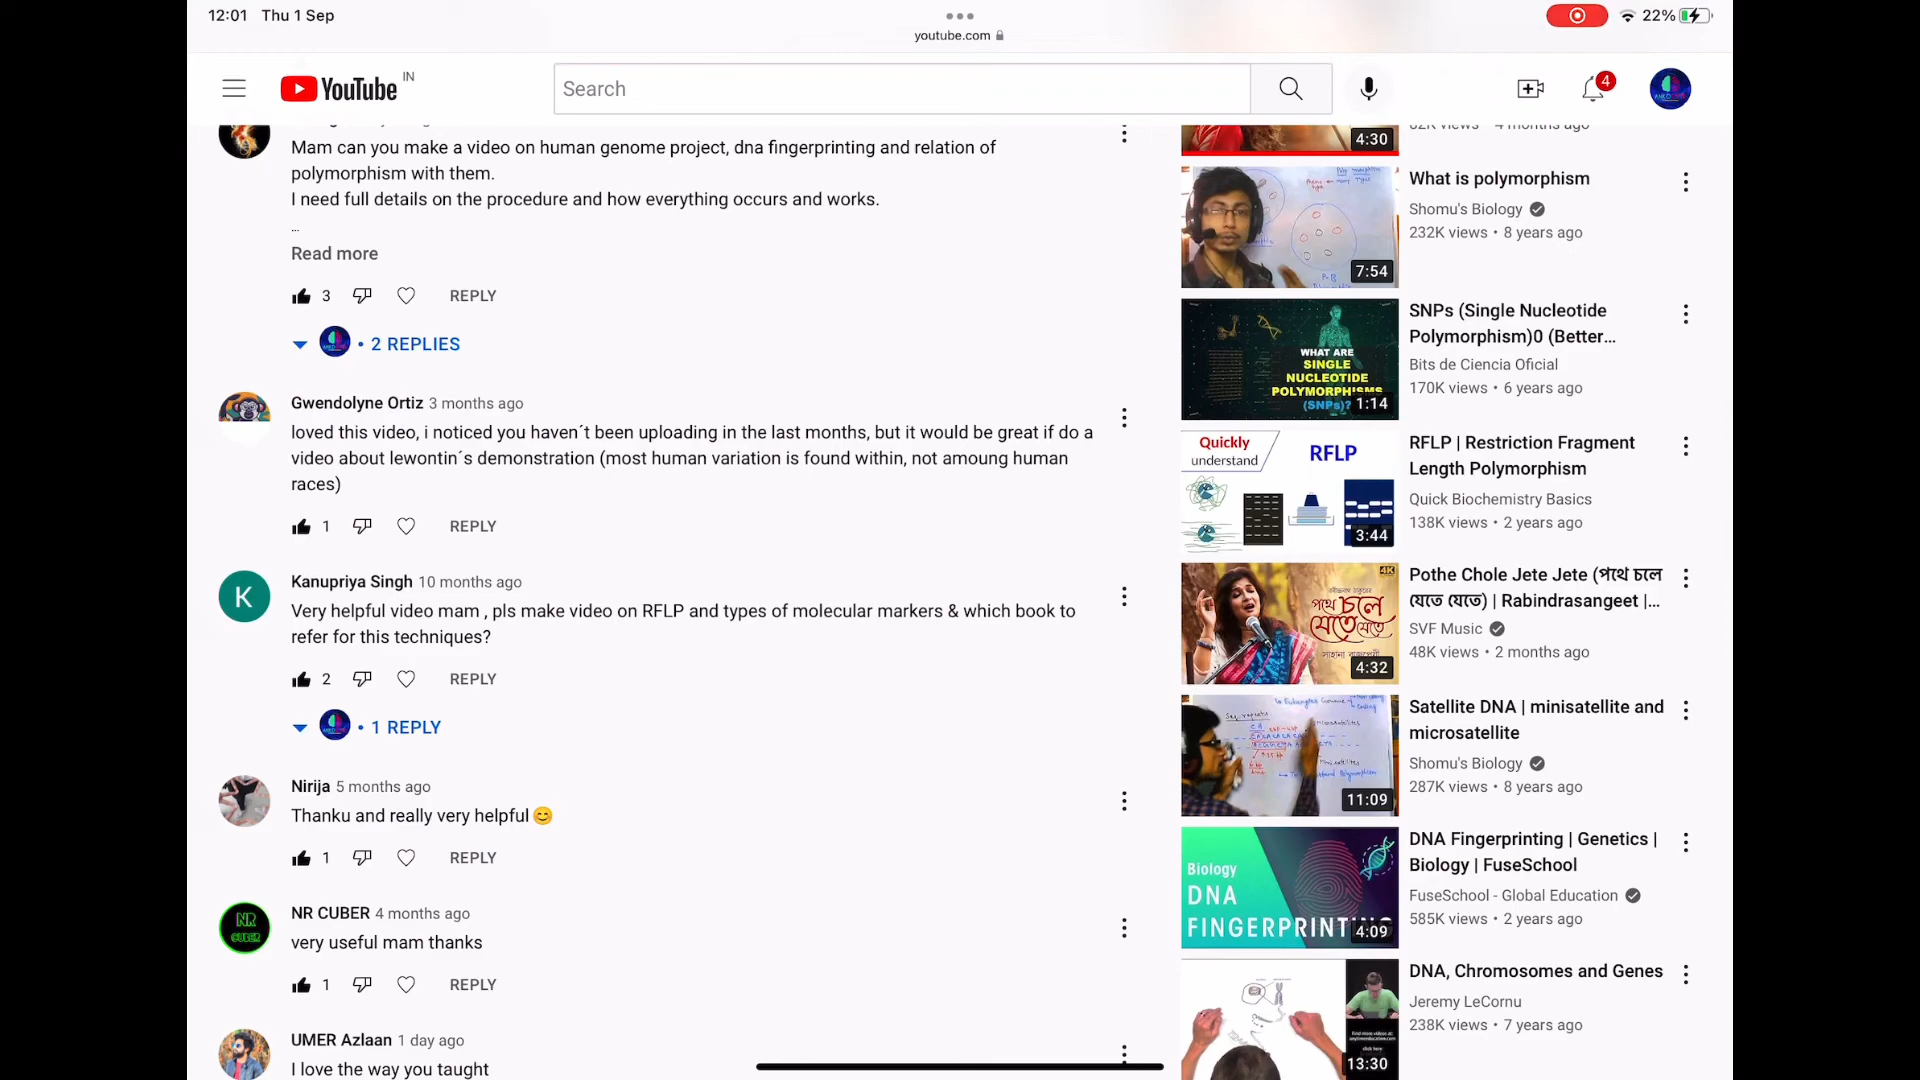 12:01 Thu 1 Sep
youtube.com
22%
YouTube IN
Search
4
Mam can you make a video on human genome project, dna fingerprinting and relation of
polymorphism with them.
I need full details on the procedure and how everything occurs and works.
...
Read more
3 REPLY
• 2 REPLIES
Gwendolyne Ortiz 3 months ago
loved this video, i noticed you haven´t been uploading in the last months, but it would be great if do a
video about lewontin´s demonstration (most human variation is found within, not amoung human
races)
1 REPLY
K
Kanupriya Singh 10 months ago
Very helpful video mam , pls make video on RFLP and types of molecular markers & which book to
refer for this techniques?
2 REPLY
• 1 REPLY
Nirija 5 months ago
Thanku and really very helpful😊
1 REPLY
NR
CUBER
NR CUBER 4 months ago
very useful mam thanks
1 REPLY
UMER Azlaan 1 day ago
I love the way you taught
4:30
82K views • 4 months ago
7:54
What is polymorphism
Shomu's Biology
232K views • 8 years ago
WHAT ARE
SINGLE
NUCLEOTIDE
POLYMORPHISMS
(SNPs)?
1:14
SNPs (Single Nucleotide
Polymorphism)0 (Better...
Bits de Ciencia Oficial
170K views • 6 years ago
Quickly
understand
RFLP
3:44
RFLP | Restriction Fragment
Length Polymorphism
Quick Biochemistry Basics
138K views • 2 years ago
4K
পথে
চলে
যেতে যেতে
4:32
Pothe Chole Jete Jete (পথে চলে
যেতে যেতে) | Rabindrasangeet |...
SVF Music
48K views • 2 months ago
11:09
Satellite DNA | minisatellite and
microsatellite
Shomu's Biology
287K views • 8 years ago
Biology
DNA
FINGERPRINTING
4:09
DNA Fingerprinting | Genetics |
Biology | FuseSchool
FuseSchool - Global Education
585K views • 2 years ago
13:30
DNA, Chromosomes and Genes
Jeremy LeCornu
238K views • 7 years ago